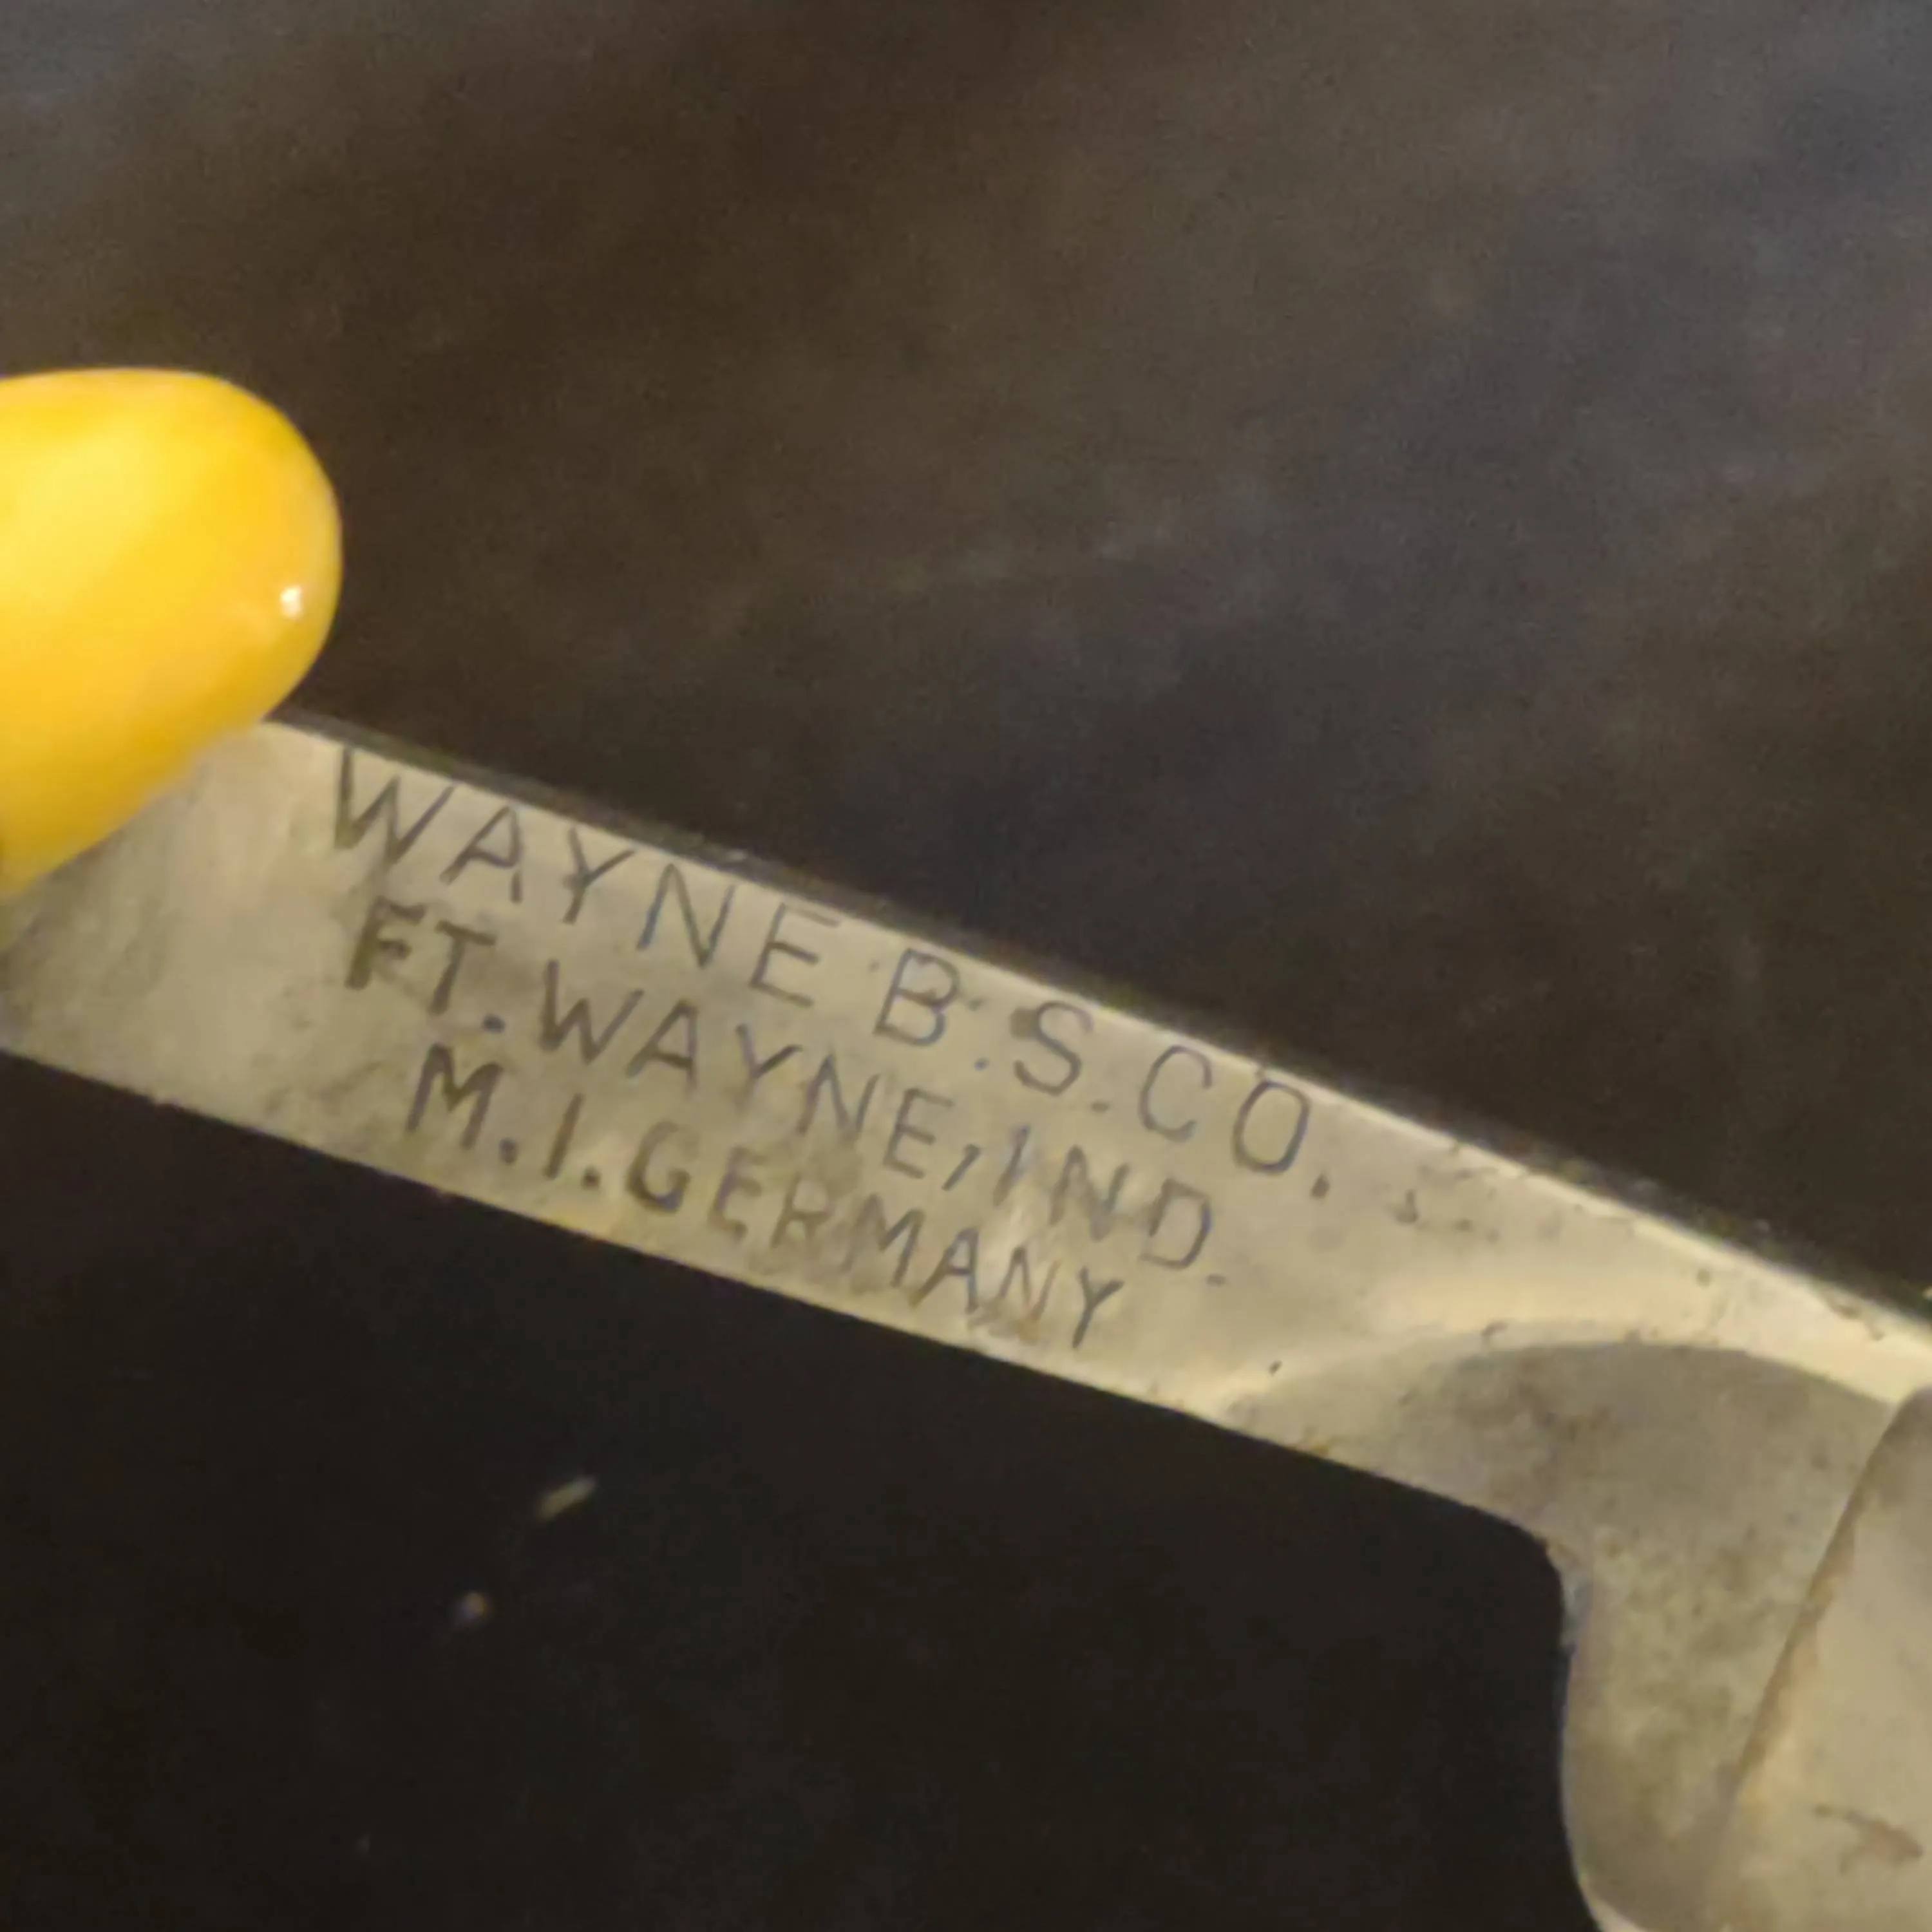 WAYNE B.S.CO.
FT. WAYNE, IND.
M.I. GERMANY